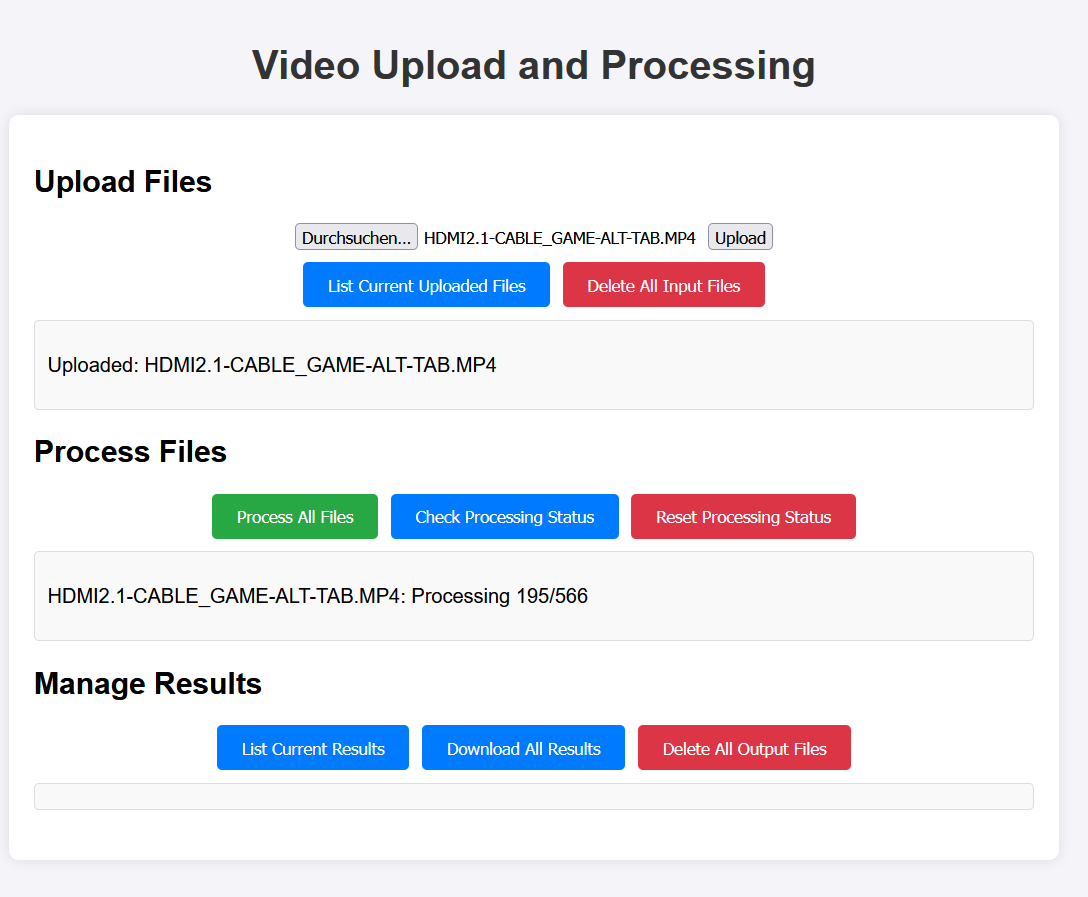 Video Upload and Processing
Upload Files
Durchsuchen... HDMI2.1-CABLE_GAME-ALT-TAB.MP4 Upload
List Current Uploaded Files Delete All Input Files
Uploaded: HDMI2.1-CABLE_GAME-ALT-TAB.MP4
Process Files
Process All Files Check Processing Status Reset Processing Status
HDMI2.1-CABLE_GAME-ALT-TAB.MP4: Processing 195/566
Manage Results
List Current Results Download All Results Delete All Output Files